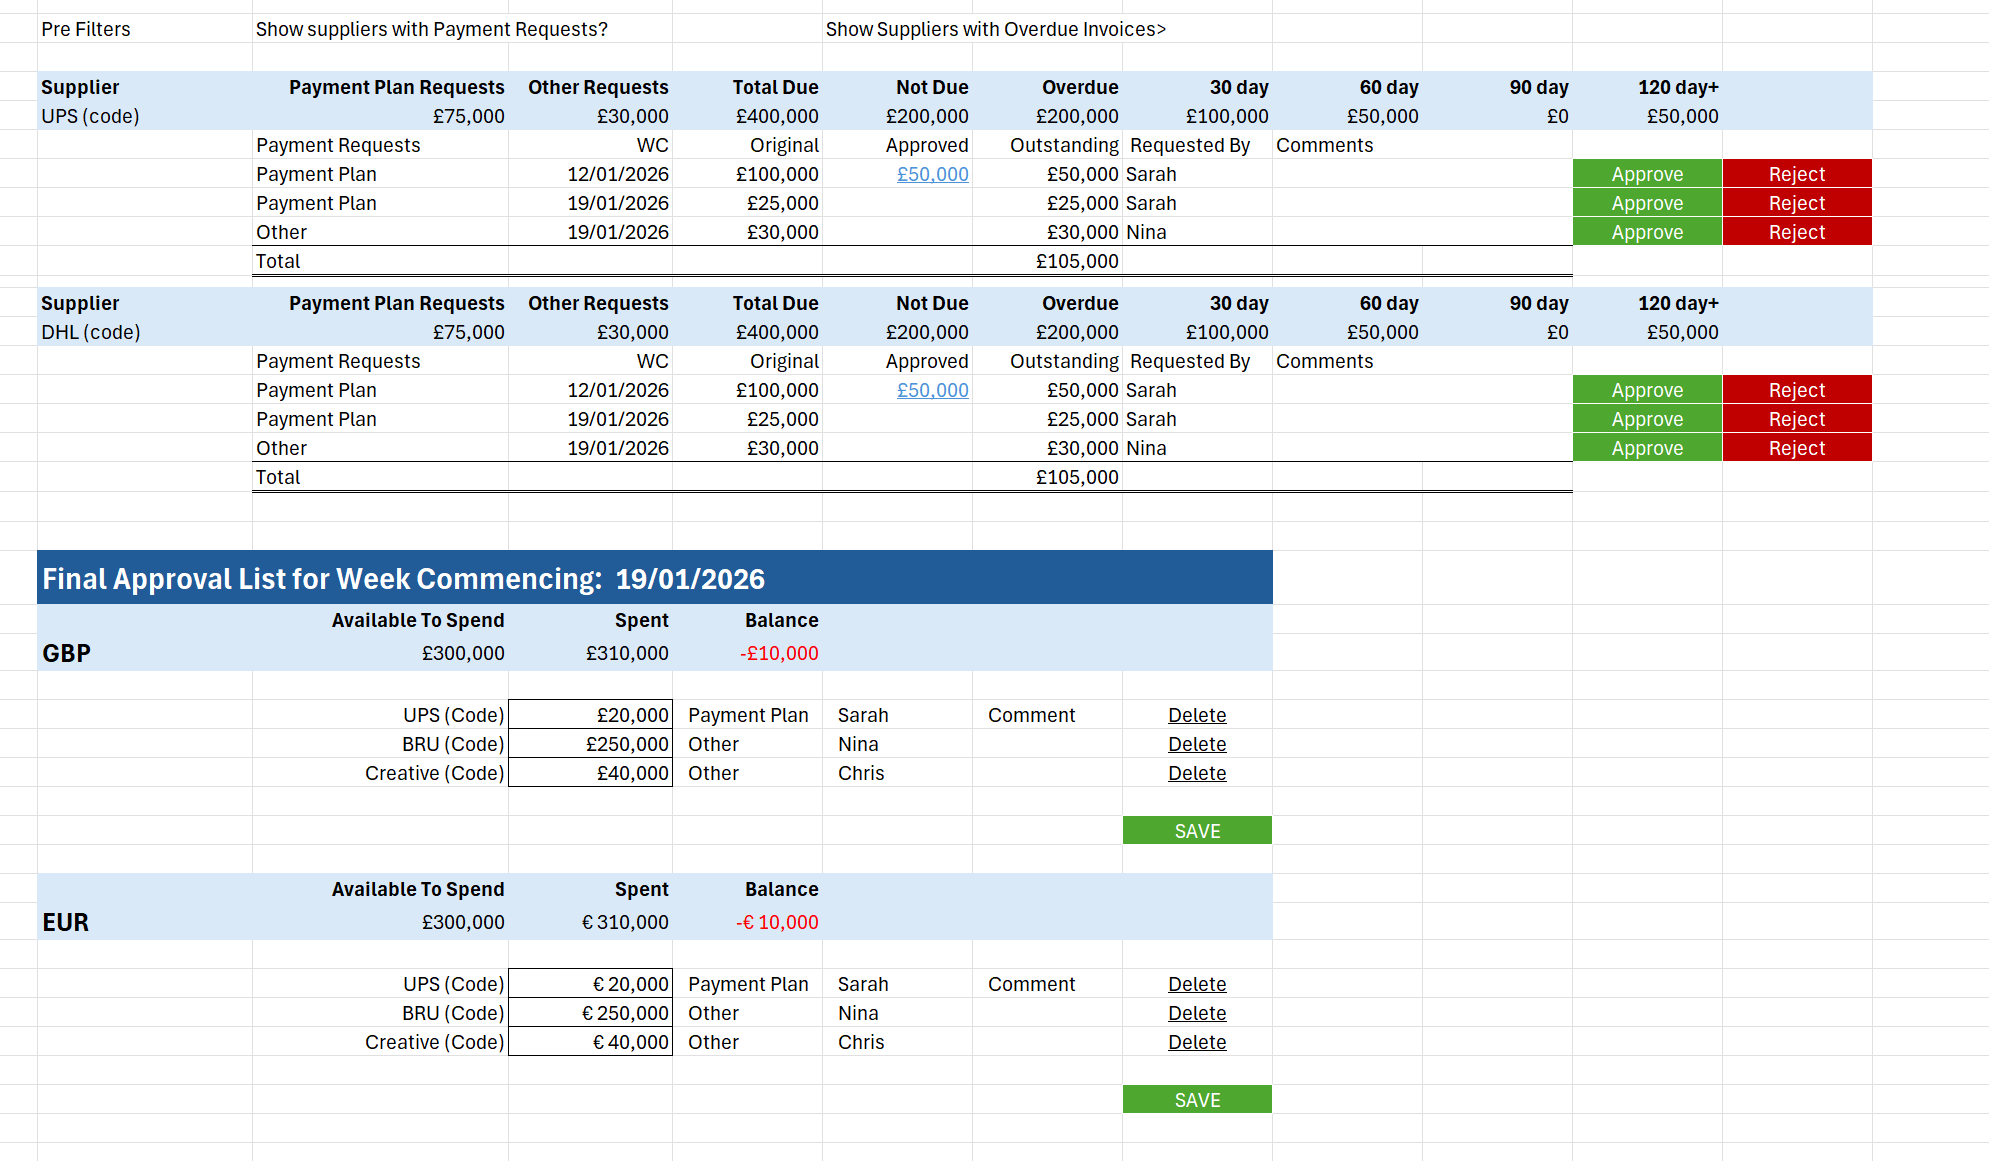 Pre Filters Show suppliers with Payment Requests? Show Suppliers with Overdue Invoices>
Supplier Payment Plan Requests Other Requests Total Due Not Due Overdue 30 day 60 day 90 day 120 day+
UPS (code) £75,000 £30,000 £400,000 £200,000 £200,000 £100,000 £50,000 £0 £50,000
Payment Requests WC Original Approved Outstanding Requested By Comments
Payment Plan 12/01/2026 £100,000 £50,000 £50,000 Sarah Approve Reject
Payment Plan 19/01/2026 £25,000 £25,000 Sarah Approve Reject
Other 19/01/2026 £30,000 £30,000 Nina Approve Reject
Total £105,000
Supplier Payment Plan Requests Other Requests Total Due Not Due Overdue 30 day 60 day 90 day 120 day+
DHL (code) £75,000 £30,000 £400,000 £200,000 £200,000 £100,000 £50,000 £0 £50,000
Payment Requests WC Original Approved Outstanding Requested By Comments
Payment Plan 12/01/2026 £100,000 £50,000 £50,000 Sarah Approve Reject
Payment Plan 19/01/2026 £25,000 £25,000 Sarah Approve Reject
Other 19/01/2026 £30,000 £30,000 Nina Approve Reject
Total £105,000
Final Approval List for Week Commencing: 19/01/2026
Available To Spend Spent Balance
GBP £300,000 £310,000 -£10,000
UPS (Code) £20,000 Payment Plan Sarah Comment Delete
BRU (Code) £250,000 Other Nina Delete
Creative (Code) £40,000 Other Chris Delete
SAVE
Available To Spend Spent Balance
EUR £300,000 € 310,000 -€ 10,000
UPS (Code) € 20,000 Payment Plan Sarah Comment Delete
BRU (Code) € 250,000 Other Nina Delete
Creative (Code) € 40,000 Other Chris Delete
SAVE